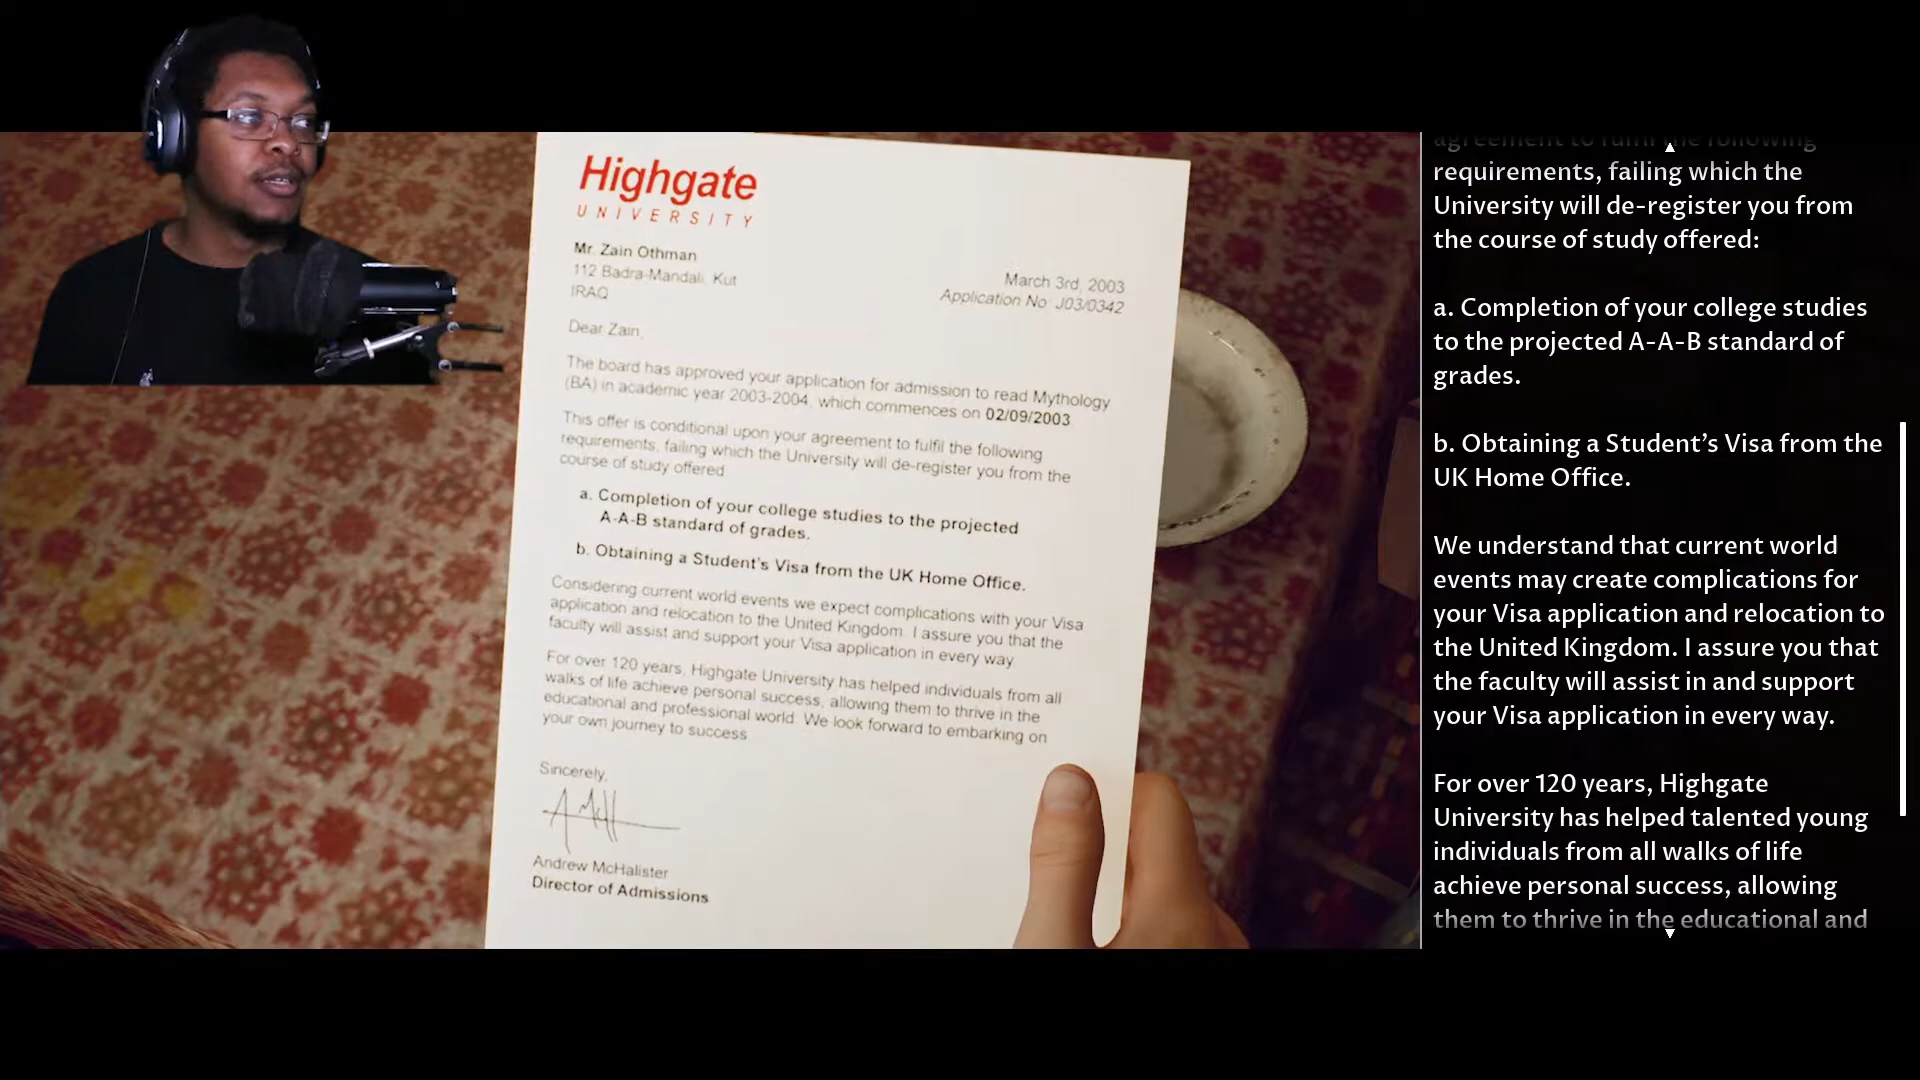 Highgate
UNIVERSITY
Mr. Zain Othman
112 Badra-Mandali, Kut
IRAQ
March 3rd, 2003
Application No: J03/0342
Dear Zain,
The board has approved your application for admission to read Mythology
(BA) in academic year 2003-2004, which commences on 02/09/2003
This offer is conditional upon your agreement to fulfil the following
requirements, failing which the University will de-register you from the
course of study offered
a. Completion of your college studies to the projected
A-A-B standard of grades.
b. Obtaining a Student's Visa from the UK Home Office.
Considering current world events we expect complications with your Visa
application and relocation to the United Kingdom. I assure you that the
faculty will assist and support your Visa application in every way
For over 120 years, Highgate University has helped individuals from all
walks of life achieve personal success, allowing them to thrive in the
educational and professional world. We look forward to embarking on
your own journey to success
Sincerely,
Andrew McHalister
Director of Admissions
agreement to fulfil the following
requirements, failing which the
University will de-register you from
the course of study offered:
a. Completion of your college studies
to the projected A-A-B standard of
grades.
b. Obtaining a Student's Visa from the
UK Home Office.
We understand that current world
events may create complications for
your Visa application and relocation to
the United Kingdom. I assure you that
the faculty will assist in and support
your Visa application in every way.
For over 120 years, Highgate
University has helped talented young
individuals from all walks of life
achieve personal success, allowing
them to thrive in the educational and